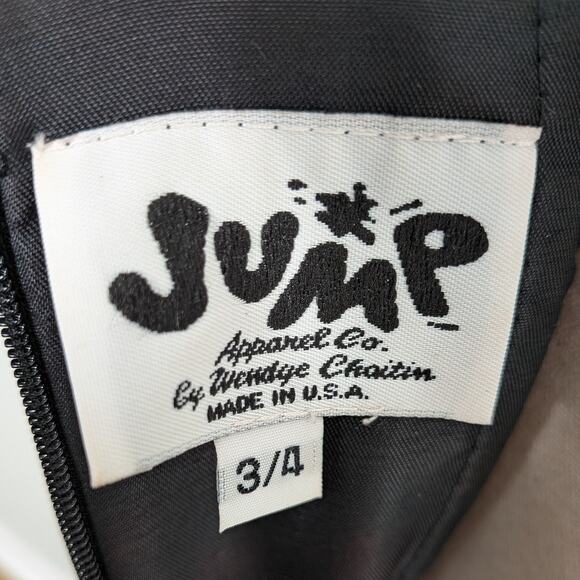 JUMP
Apparel Co.
by Wendye Chaitin
MADE IN U.S.A.
3/4